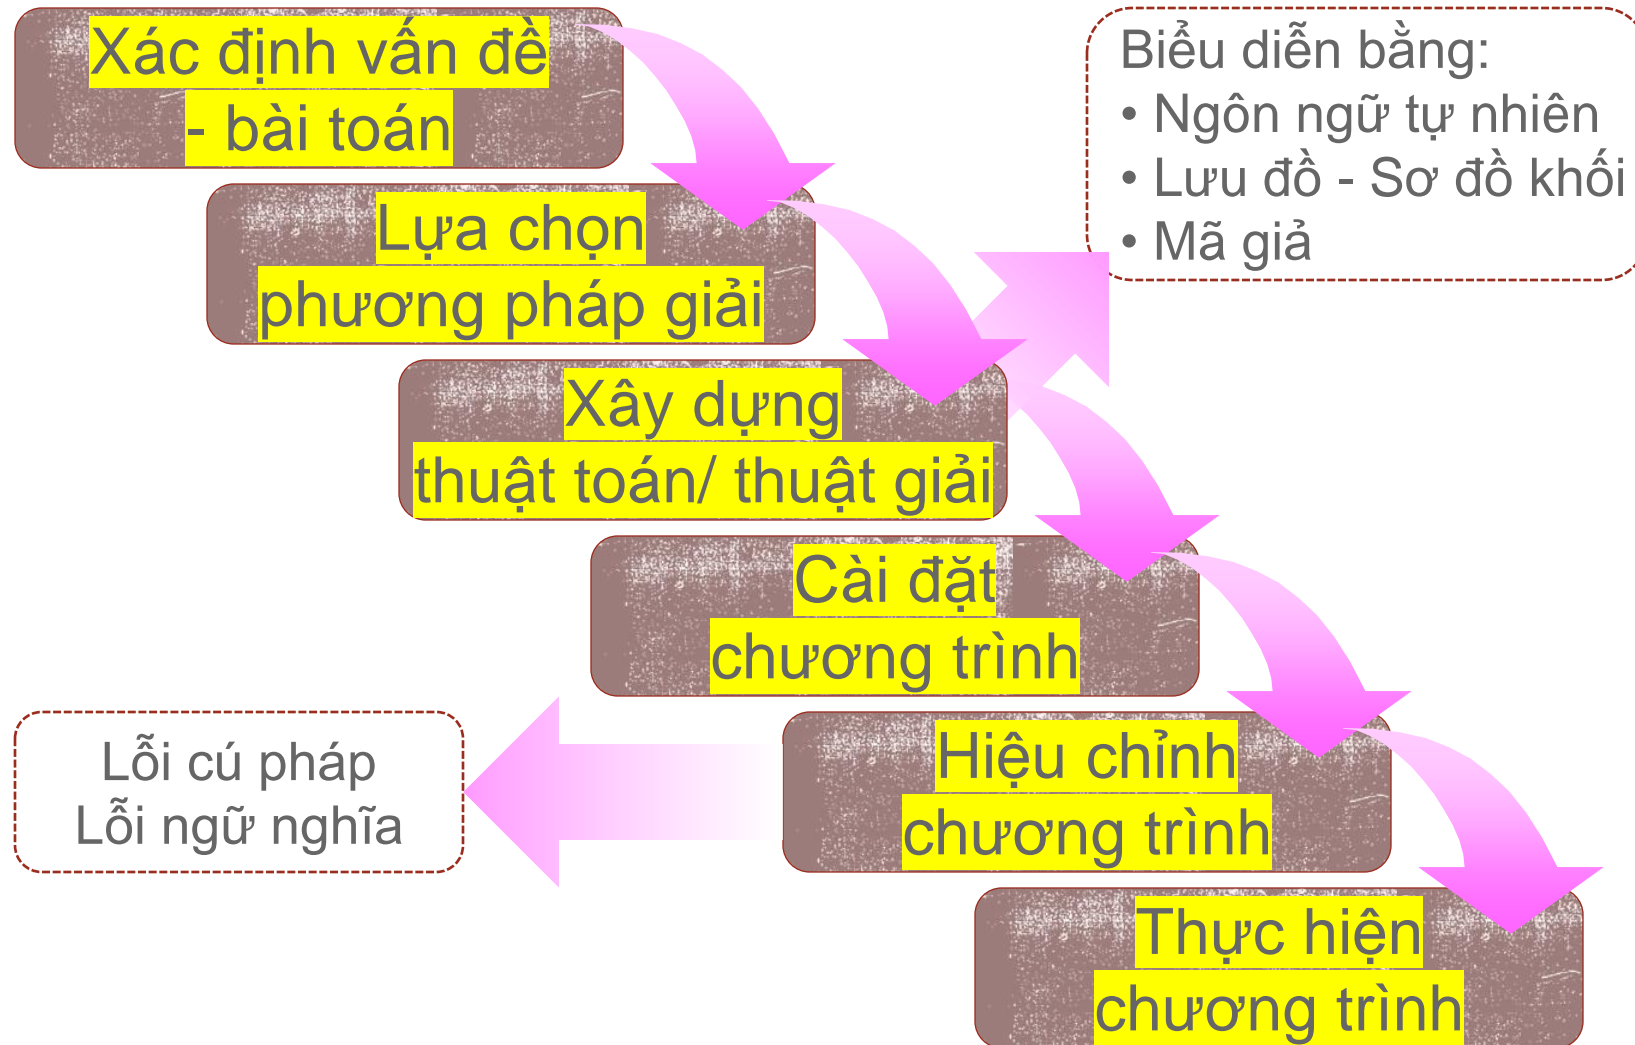 Xác định vấn đề
- bài toán
Biểu diễn bằng:
• Ngôn ngữ tự nhiên
• Lưu đồ - Sơ đồ khối
• Mã giả
Lựa chọn
phương pháp giải
Xây dựng
thuật toán/ thuật giải
Cài đặt
chương trình
Hiệu chỉnh
chương trình
Lỗi cú pháp
Lỗi ngữ nghĩa
Thực hiện
chương trình